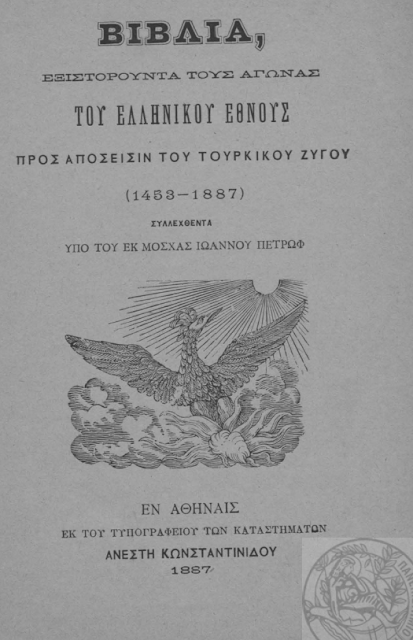 ΒΙΒΛΙΑ,
ΕΞΙΣΤΟΡΟΥΝΤΑ ΤΟΥΣ ΑΓΩΝΑΣ
ΤΟΥ ΕΛΛΗΝΙΚΟΥ ΕΘΝΟΥΣ
ΠΡΟΣ ΑΠΟΣΕΙΣΙΝ ΤΟΥ ΤΟΥΡΚΙΚΟΥ ΖΥΓΟΥ
(1453–1887)
ΣΥΛΛΕΧΘΕΝΤΑ
ΥΠΟ ΤΟΥ ΕΚ ΜΟΣΧΑΣ ΙΩΑΝΝΟΥ ΠΕΤΡΩΦ
ΕΝ ΑΘΗΝΑΙΣ
ΕΚ ΤΟΥ ΤΥΠΟΓΡΑΦΕΙΟΥ ΤΩΝ ΚΑΤΑΣΤΗΜΑΤΩΝ
ΑΝΕΣΤΗ ΚΩΝΣΤΑΝΤΙΝΙΔΟΥ
1887